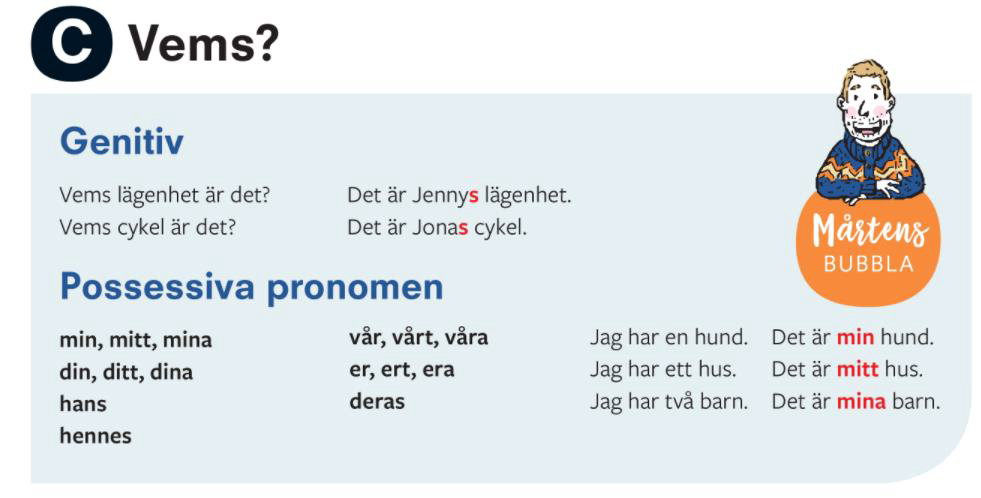 C Vems?
Genitiv
Vems lägenhet är det? Det är Jennys lägenhet.
Vems cykel är det? Det är Jonas cykel.
Mårtens
BUBBLA
Possessiva pronomen
min, mitt, mina vår, vårt, våra Jag har en hund. Det är min hund.
din, ditt, dina er, ert, era Jag har ett hus. Det är mitt hus.
hans deras Jag har två barn. Det är mina barn.
hennes